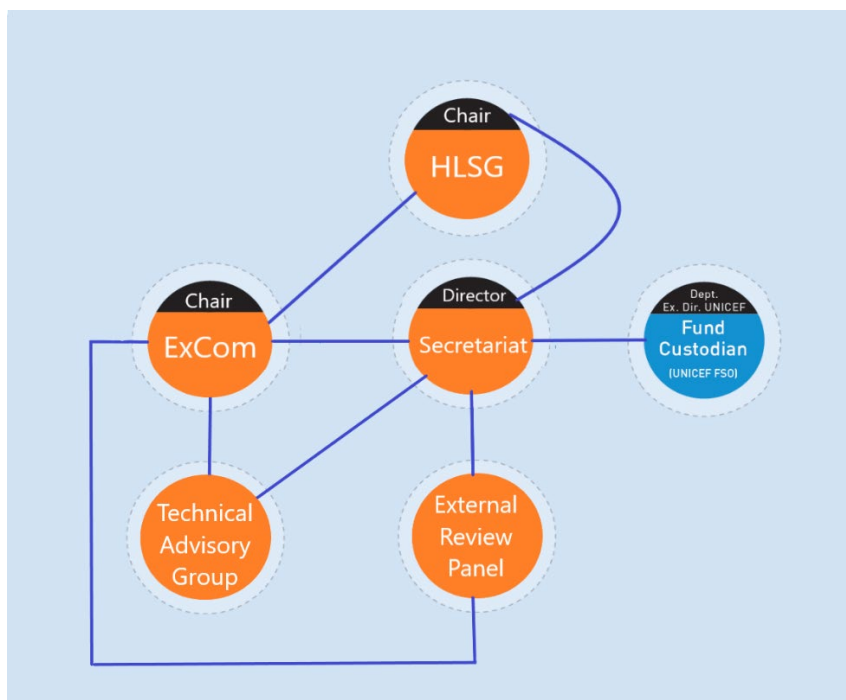 Chair
HLSG
Chair
ExCom
Director
Secretariat
Dept.
Ex. Dir. UNICEF
Fund
Custodian
(UNICEF FSO)
Technical
Advisory
Group
External
Review
Panel